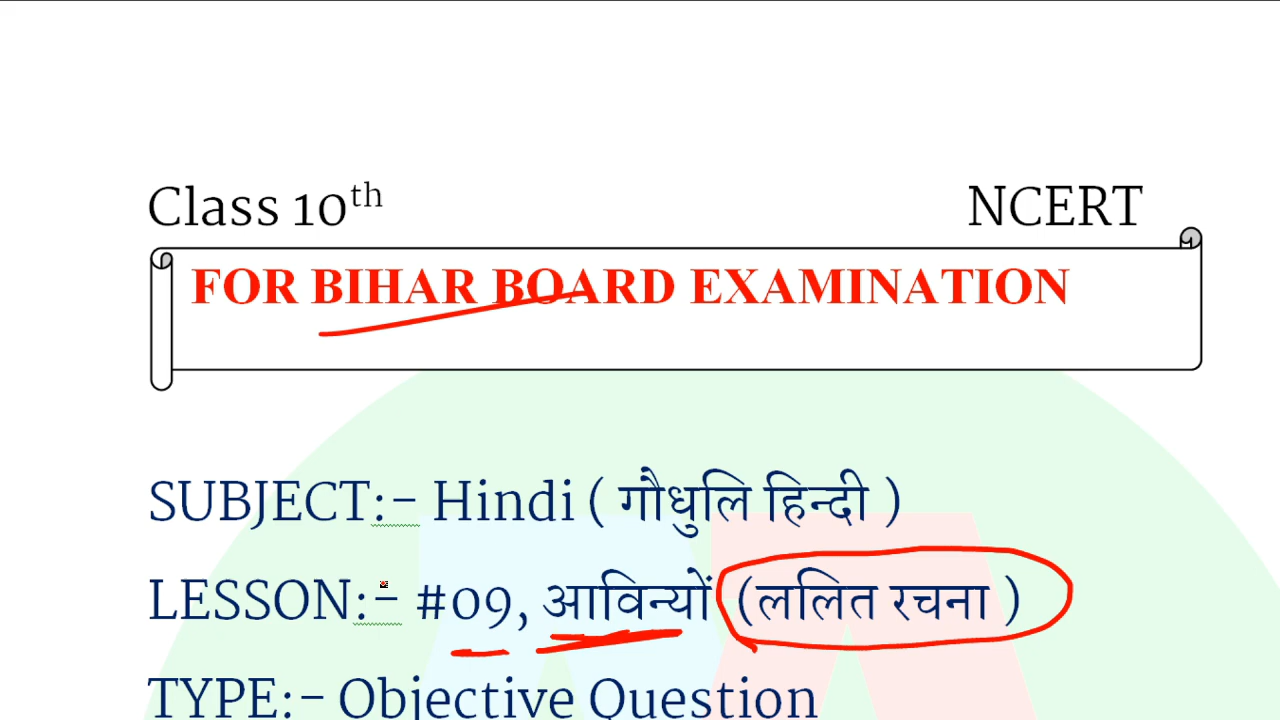 Class 10th NCERT
FOR BIHAR BOARD EXAMINATION
SUBJECT:- Hindi ( गौधुलि हिन्दी )
LESSON:- #09, आविन्यों (ललित रचना )
TYPE:- Objective Question